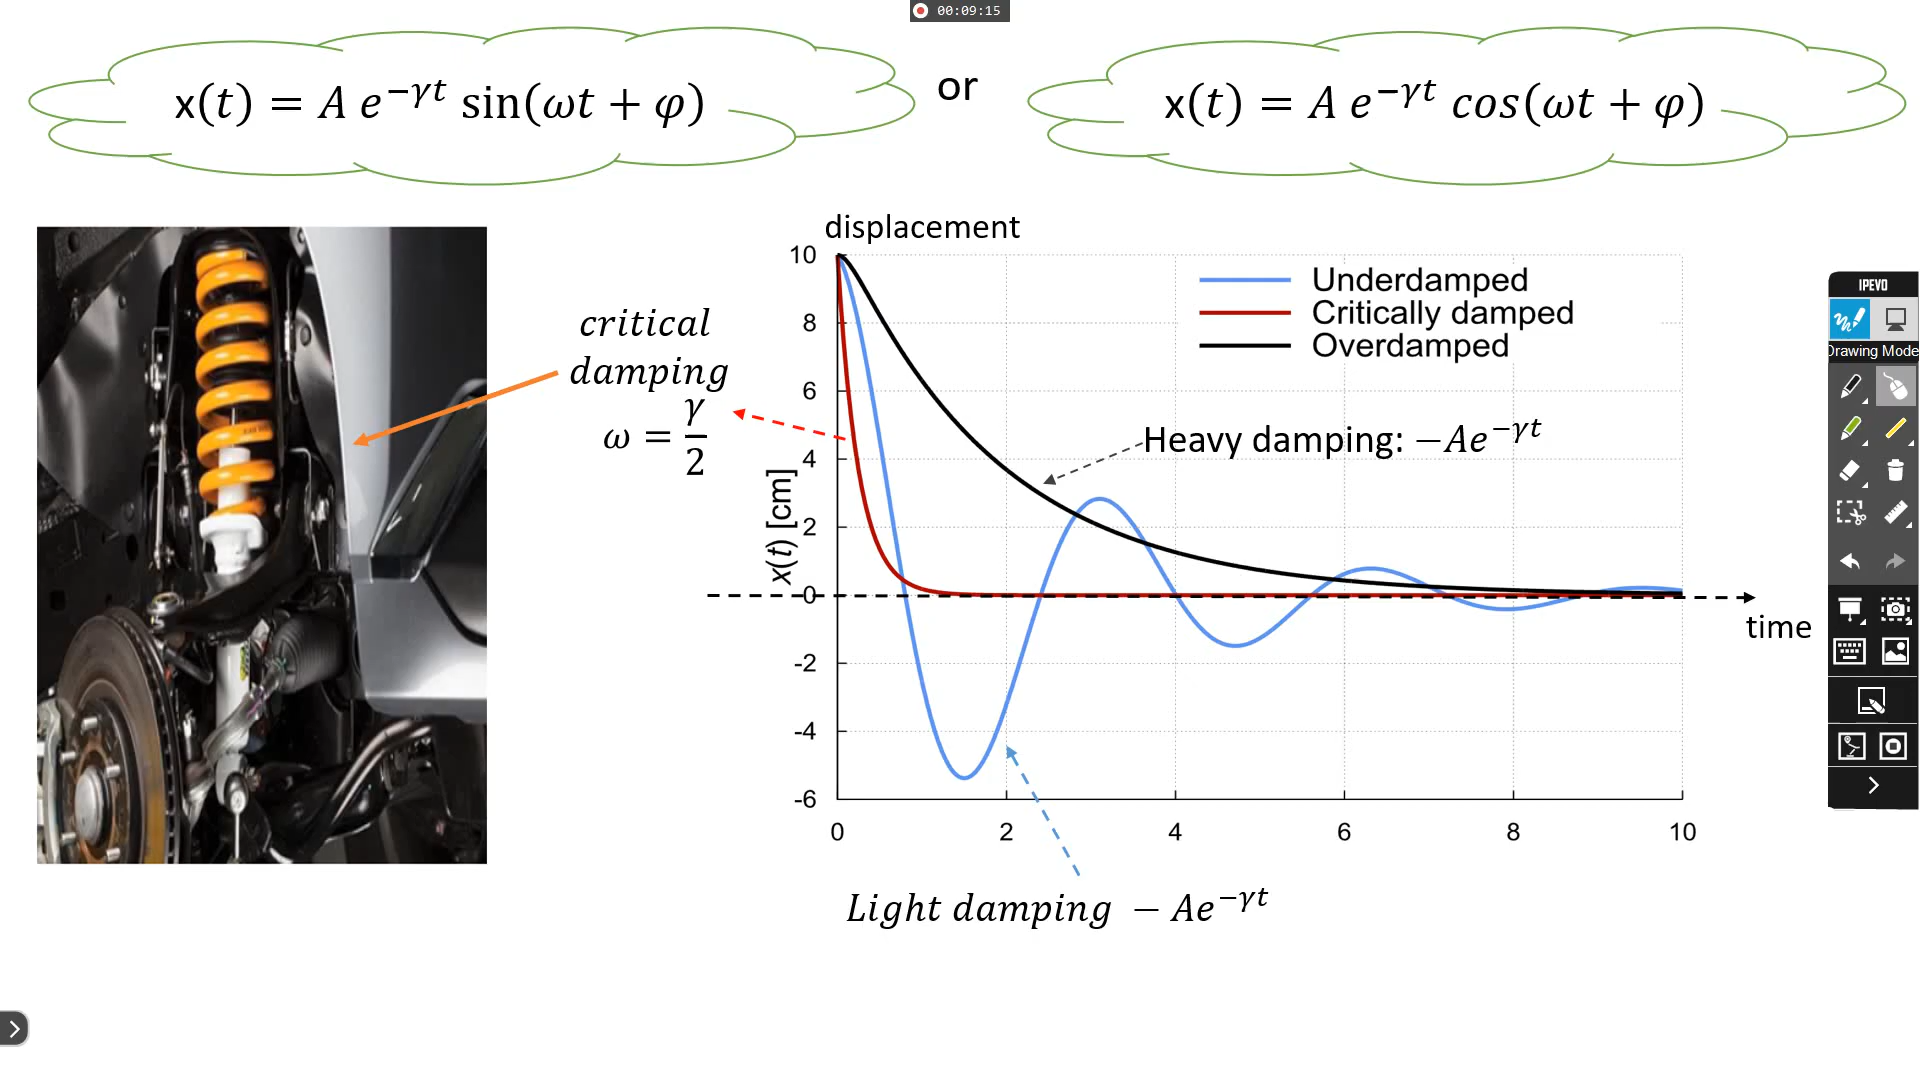 00:09:15
x(t) = A e^{-γt} sin(ωt + φ)
or
x(t) = A e^{-γt} cos(ωt + φ)
displacement
critical
damping
ω = γ/2
10
8
6
4
2
0
-2
-4
-6
x(t) [cm]
Underdamped
Critically damped
Overdamped
Heavy damping: −Ae^{−γt}
time
0 2 4 6 8 10
Light damping − Ae^{−γt}
IPEVO
Drawing Mode